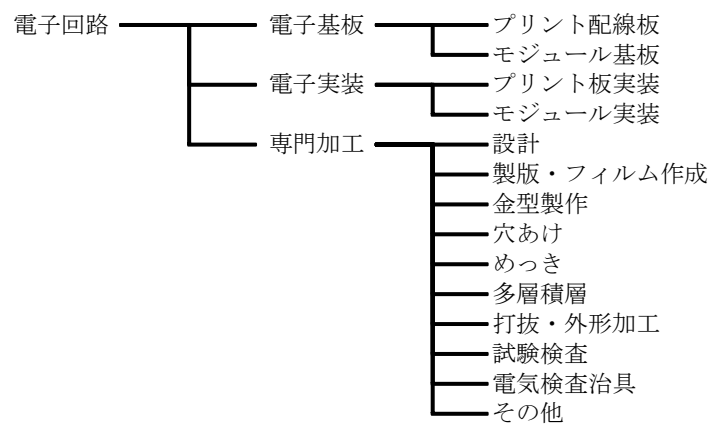 電子回路 電子基板 プリント配線板
モジュール基板
電子実装 プリント板実装
モジュール実装
専門加工 設計
製版・フィルム作成
金型製作
穴あけ
めっき
多層積層
打抜・外形加工
試験検査
電気検査治具
その他